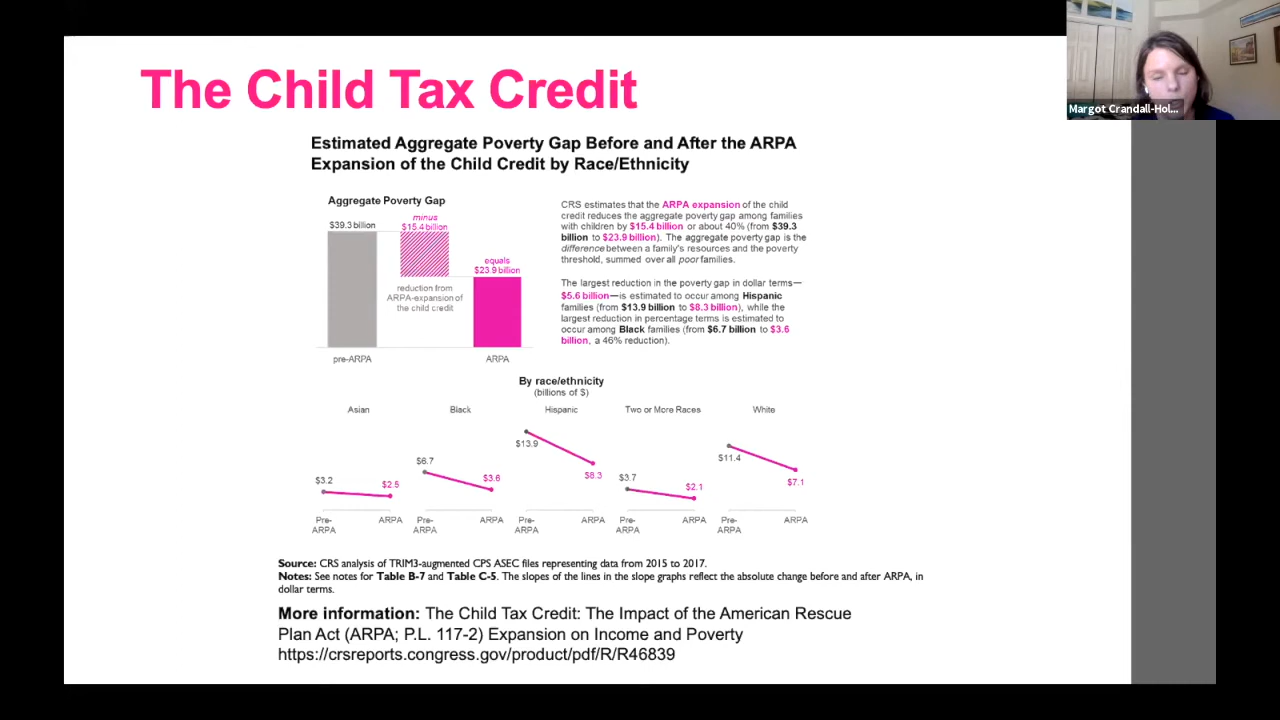 The Child Tax Credit
Margot Crandall-Hol...
Estimated Aggregate Poverty Gap Before and After the ARPA
Expansion of the Child Credit by Race/Ethnicity
Aggregate Poverty Gap
$39.3 billion
minus
$15.4 billion
equals
$23.9 billion
reduction from
ARPA-expansion of
the child credit
pre-ARPA
ARPA
CRS estimates that the ARPA expansion of the child
credit reduces the aggregate poverty gap among families
with children by $15.4 billion or about 40% (from $39.3
billion to $23.9 billion). The aggregate poverty gap is the
difference between a family's resources and the poverty
threshold, summed over all poor families.
The largest reduction in the poverty gap in dollar terms—
$5.6 billion—is estimated to occur among Hispanic
families (from $13.9 billion to $8.3 billion), while the
largest reduction in percentage terms is estimated to
occur among Black families (from $6.7 billion to $3.6
billion, a 46% reduction).
By race/ethnicity
(billions of $)
Asian
Black
Hispanic
Two or More Races
White
$3.2
$2.5
$6.7
$3.6
$13.9
$8.3
$3.7
$2.1
$11.4
$7.1
Pre-
ARPA
ARPA
Pre-
ARPA
ARPA
Pre-
ARPA
ARPA
Pre-
ARPA
ARPA
Pre-
ARPA
ARPA
Source: CRS analysis of TRIM3-augmented CPS ASEC files representing data from 2015 to 2017.
Notes: See notes for Table B-7 and Table C-5. The slopes of the lines in the slope graphs reflect the absolute change before and after ARPA, in
dollar terms.
More information: The Child Tax Credit: The Impact of the American Rescue
Plan Act (ARPA; P.L. 117-2) Expansion on Income and Poverty
https://crsreports.congress.gov/product/pdf/R/R46839